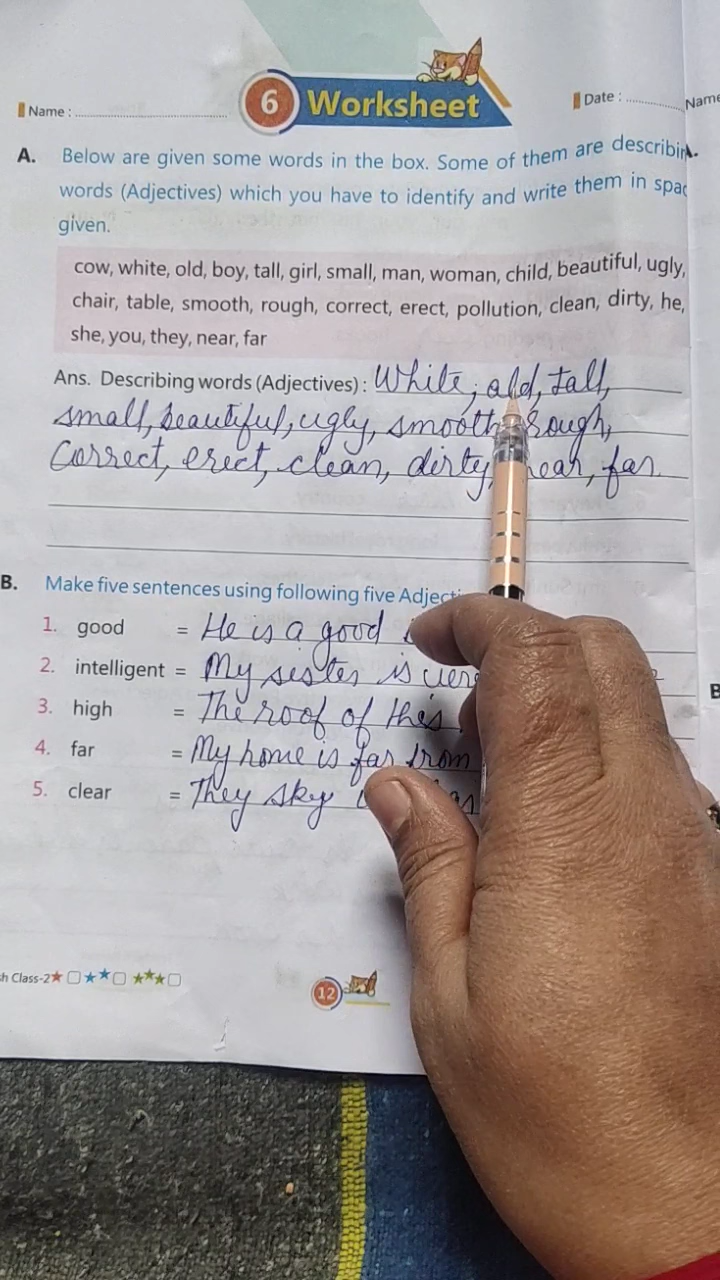 Name :
6 Worksheet
Date :
Name
A. Below are given some words in the box. Some of them are describin
words (Adjectives) which you have to identify and write them in spac
given.
cow, white, old, boy, tall, girl, small, man, woman, child, beautiful, ugly,
chair, table, smooth, rough, correct, erect, pollution, clean, dirty, he,
she, you, they, near, far
Ans. Describing words (Adjectives) : White, old, tall,
small, beautiful, ugly, smooth rough,
Correct, erect, clean, dirty, near, far.
B. Make five sentences using following five Adjecti
1. good = He is a good
2. intelligent = My sister is very
3. high = The roof of this
4. far = My home is far from
5. clear = They sky
B
h Class-2
12